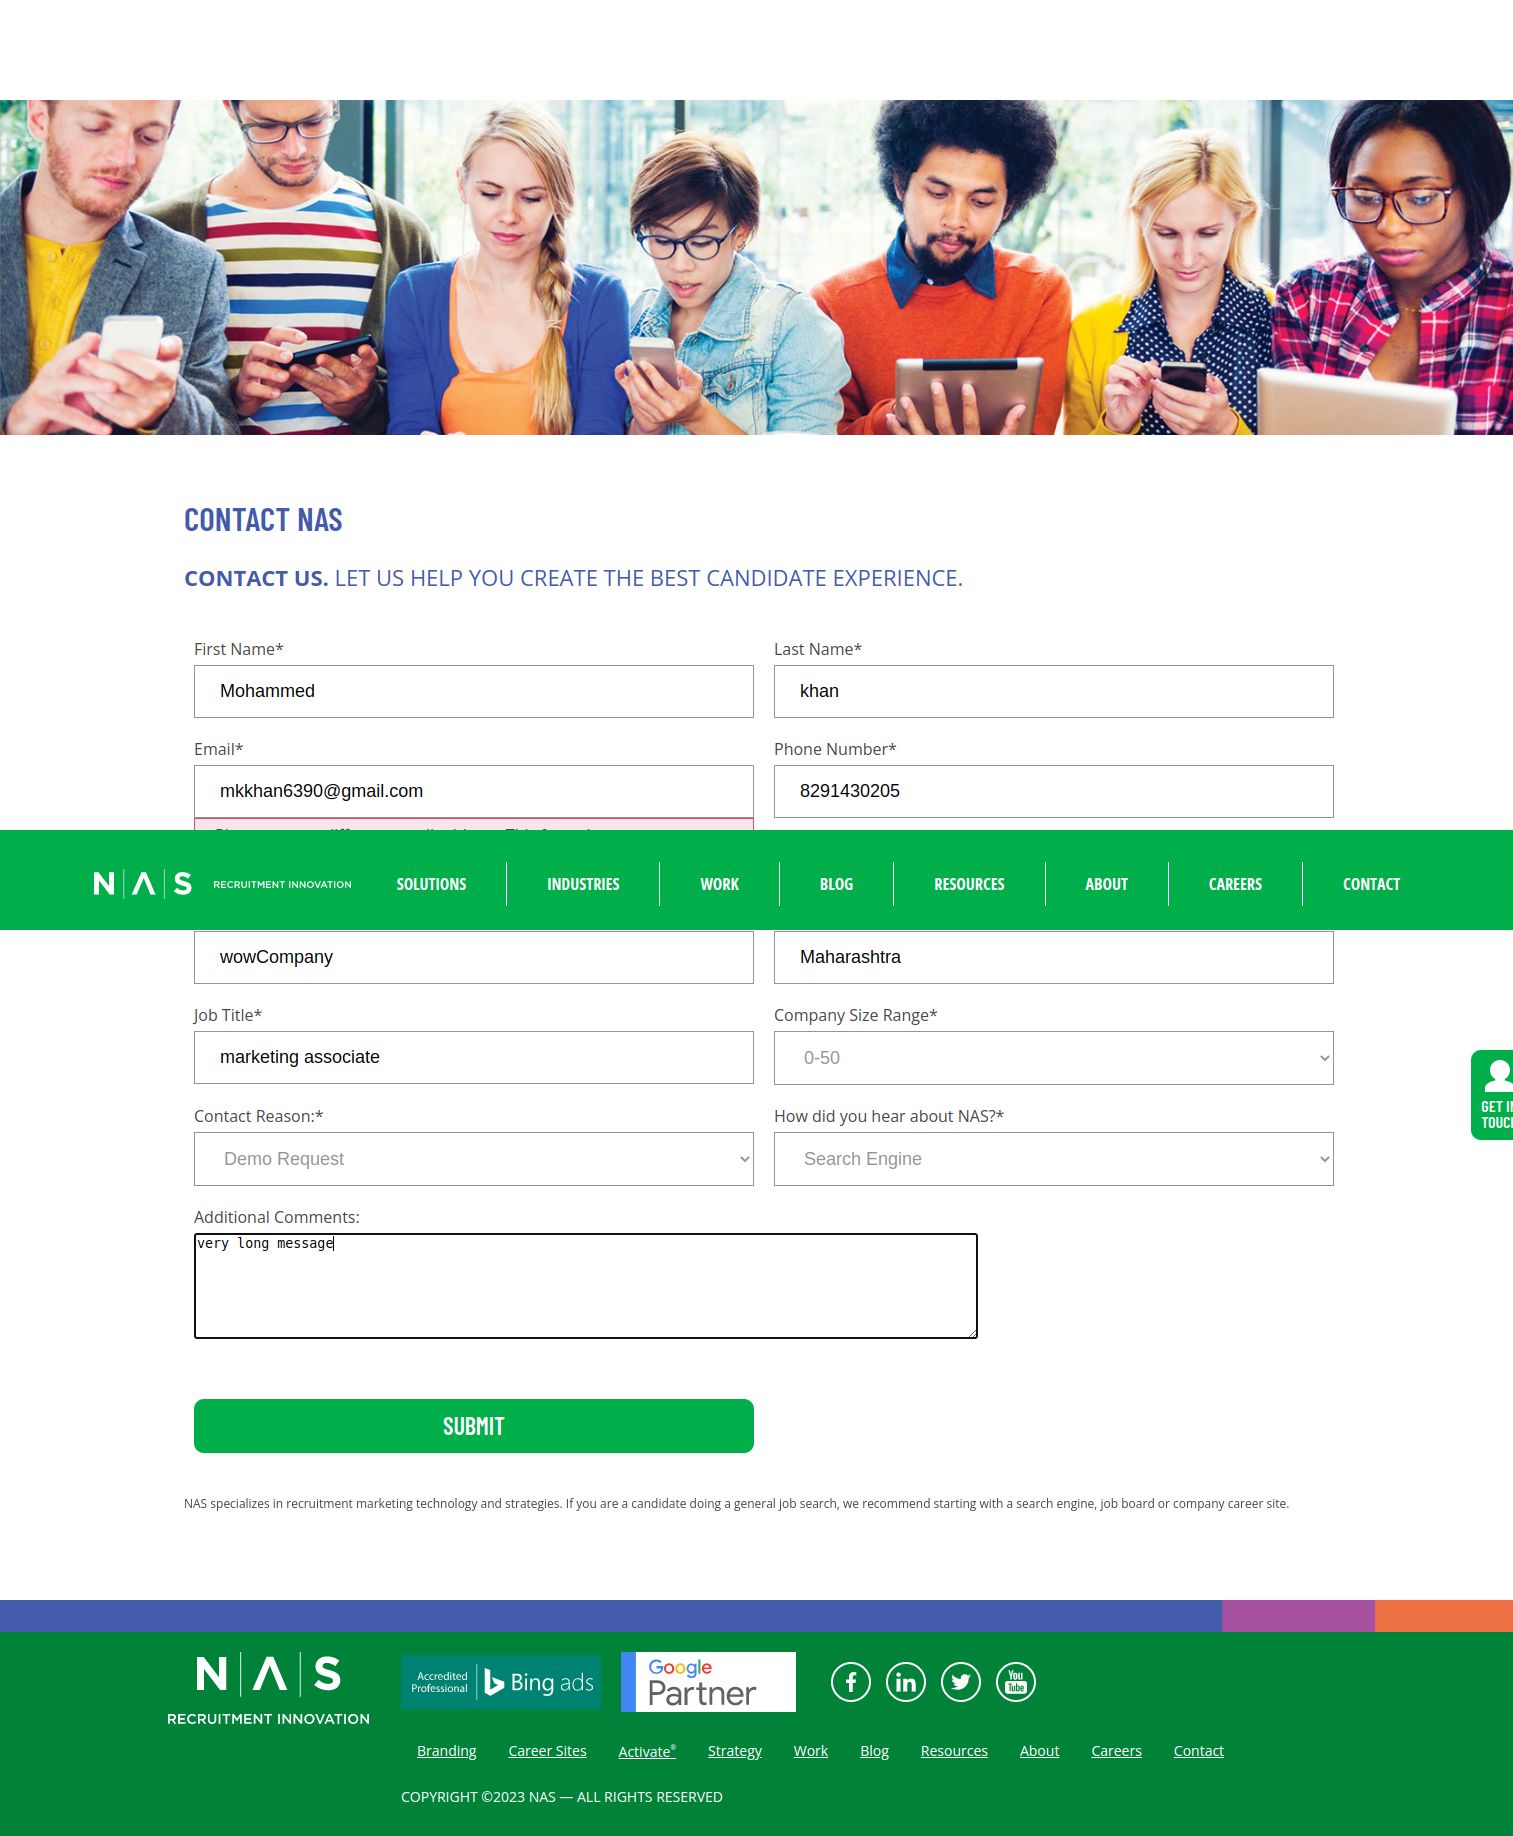 CONTACT NAS
CONTACT US. LET US HELP YOU CREATE THE BEST CANDIDATE EXPERIENCE.
First Name*
Last Name*
Mohammed
khan
Email*
Phone Number*
mkkhan6390@gmail.com
8291430205
N A S RECRUITMENT INNOVATION SOLUTIONS INDUSTRIES WORK BLOG RESOURCES ABOUT CAREERS CONTACT
wowCompany
Maharashtra
Job Title*
Company Size Range*
marketing associate
0-50
GET
Contact Reason:*
How did you hear about NAS?*
Demo Request
Search Engine
Additional Comments:
very long message
SUBMIT
NAS specializes in recruitment marketing technology and strategies. If you are a candidate doing a general job search, we recommend starting with a search engine, job board or company career site.
N A S
RECRUITMENT INNOVATION
Accredited
Professional
Bing ads
Google
Partner
You
Tube
Branding Career Sites Activate® Strategy Work Blog Resources About Careers Contact
COPYRIGHT ©2023 NAS — ALL RIGHTS RESERVED